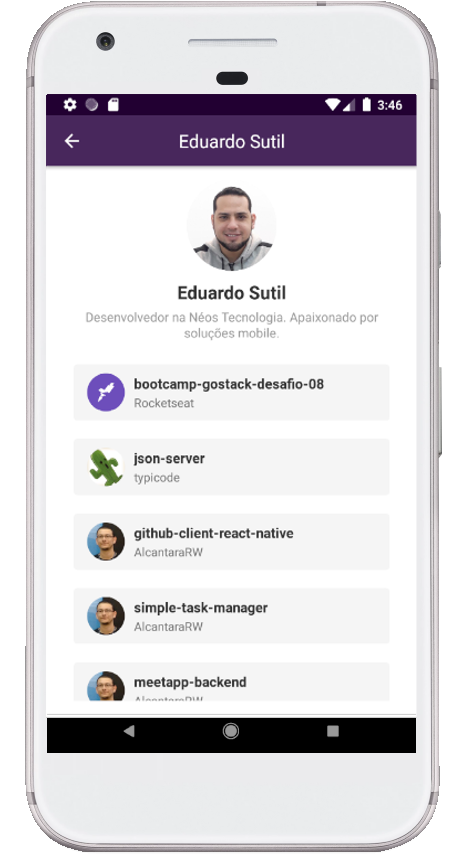 3:46
Eduardo Sutil
Eduardo Sutil
Desenvolvedor na Néos Tecnologia. Apaixonado por
soluções mobile.
bootcamp-gostack-desafio-08
Rocketseat
json-server
typicode
github-client-react-native
AlcantaraRW
simple-task-manager
AlcantaraRW
meetapp-backend
AlcantaraRW